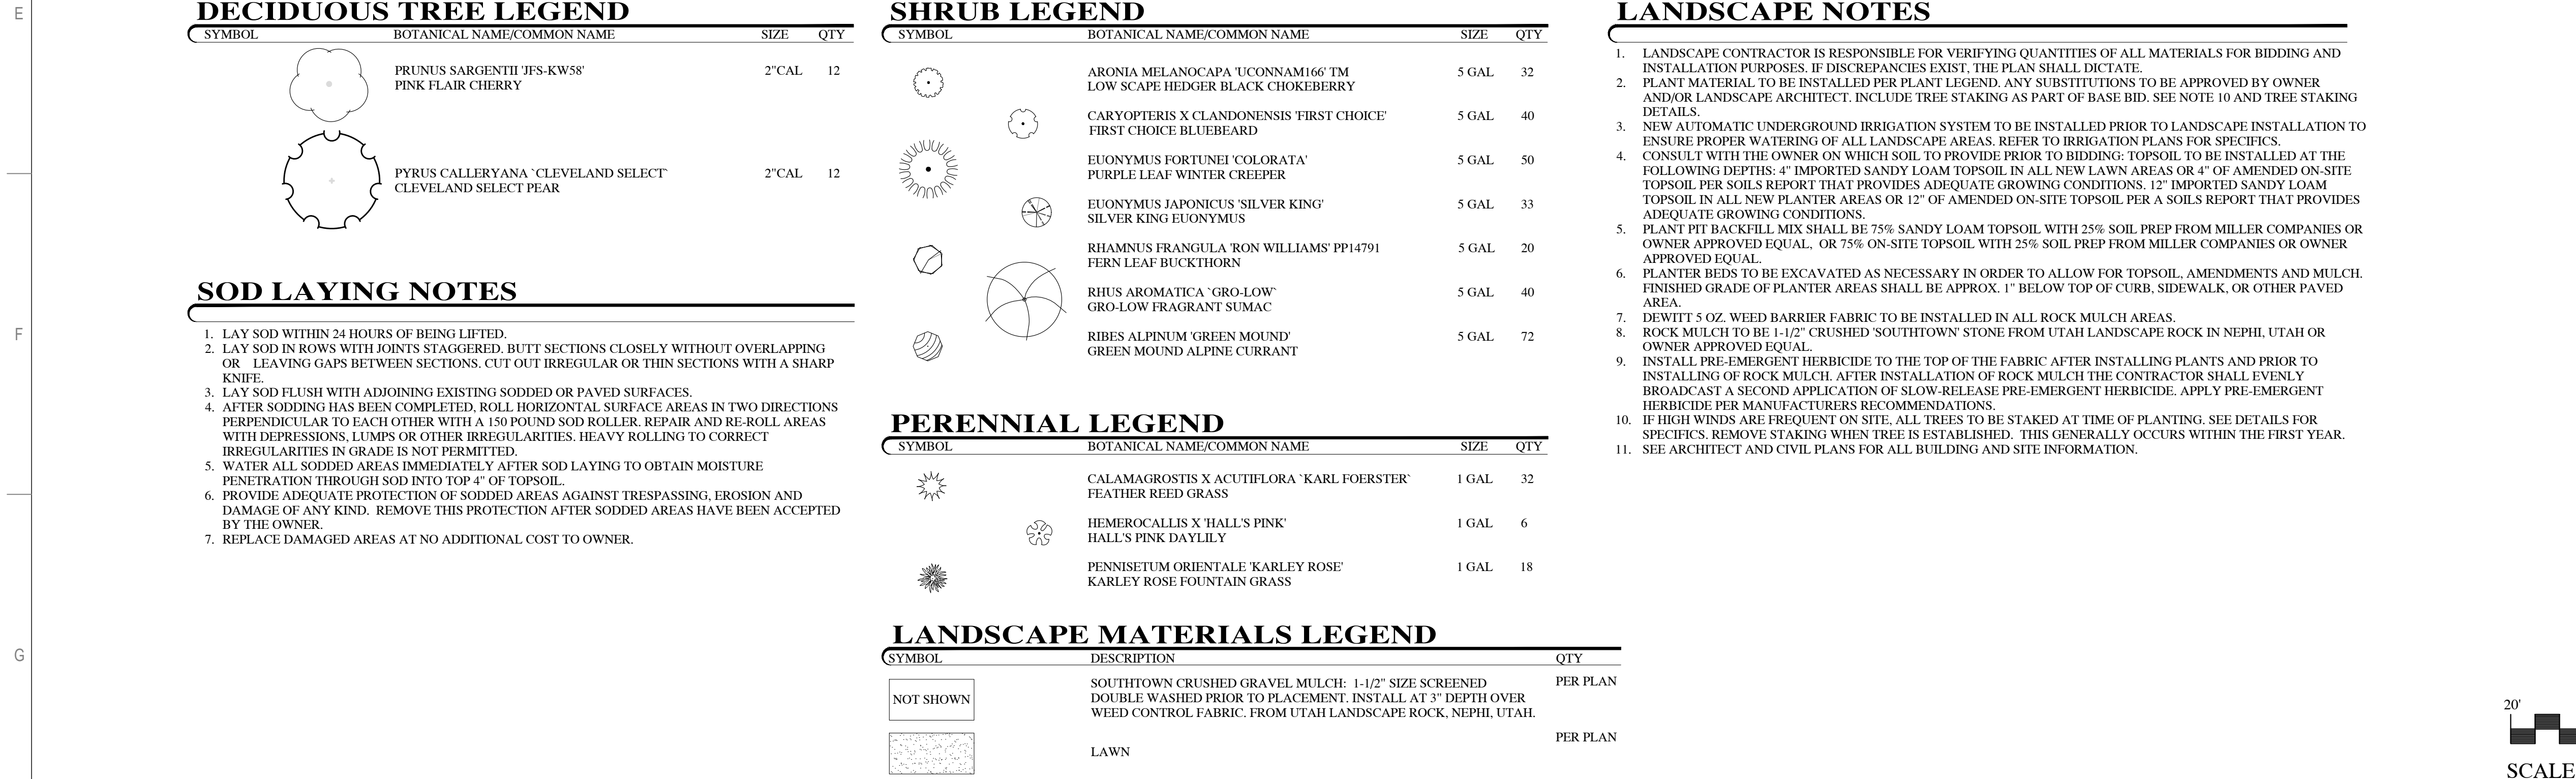 E
F
G
DECIDUOUS TREE LEGEND
SYMBOL BOTANICAL NAME/COMMON NAME SIZE QTY
PRUNUS SARGENTII 'JFS-KW58' 2"CAL 12
PINK FLAIR CHERRY
PYRUS CALLERYANA `CLEVELAND SELECT` 2"CAL 12
CLEVELAND SELECT PEAR
SOD LAYING NOTES
1. LAY SOD WITHIN 24 HOURS OF BEING LIFTED.
2. LAY SOD IN ROWS WITH JOINTS STAGGERED. BUTT SECTIONS CLOSELY WITHOUT OVERLAPPING
OR LEAVING GAPS BETWEEN SECTIONS. CUT OUT IRREGULAR OR THIN SECTIONS WITH A SHARP
KNIFE.
3. LAY SOD FLUSH WITH ADJOINING EXISTING SODDED OR PAVED SURFACES.
4. AFTER SODDING HAS BEEN COMPLETED, ROLL HORIZONTAL SURFACE AREAS IN TWO DIRECTIONS
PERPENDICULAR TO EACH OTHER WITH A 150 POUND SOD ROLLER. REPAIR AND RE-ROLL AREAS
WITH DEPRESSIONS, LUMPS OR OTHER IRREGULARITIES. HEAVY ROLLING TO CORRECT
IRREGULARITIES IN GRADE IS NOT PERMITTED.
5. WATER ALL SODDED AREAS IMMEDIATELY AFTER SOD LAYING TO OBTAIN MOISTURE
PENETRATION THROUGH SOD INTO TOP 4" OF TOPSOIL.
6. PROVIDE ADEQUATE PROTECTION OF SODDED AREAS AGAINST TRESPASSING, EROSION AND
DAMAGE OF ANY KIND. REMOVE THIS PROTECTION AFTER SODDED AREAS HAVE BEEN ACCEPTED
BY THE OWNER.
7. REPLACE DAMAGED AREAS AT NO ADDITIONAL COST TO OWNER.
SHRUB LEGEND
SYMBOL BOTANICAL NAME/COMMON NAME SIZE QTY
ARONIA MELANOCAPA 'UCONNAM166' TM 5 GAL 32
LOW SCAPE HEDGER BLACK CHOKEBERRY
CARYOPTERIS X CLANDONENSIS 'FIRST CHOICE' 5 GAL 40
FIRST CHOICE BLUEBEARD
EUONYMUS FORTUNEI 'COLORATA' 5 GAL 50
PURPLE LEAF WINTER CREEPER
EUONYMUS JAPONICUS 'SILVER KING' 5 GAL 33
SILVER KING EUONYMUS
RHAMNUS FRANGULA 'RON WILLIAMS' PP14791 5 GAL 20
FERN LEAF BUCKTHORN
RHUS AROMATICA `GRO-LOW` 5 GAL 40
GRO-LOW FRAGRANT SUMAC
RIBES ALPINUM 'GREEN MOUND' 5 GAL 72
GREEN MOUND ALPINE CURRANT
PERENNIAL LEGEND
SYMBOL BOTANICAL NAME/COMMON NAME SIZE QTY
CALAMAGROSTIS X ACUTIFLORA `KARL FOERSTER` 1 GAL 32
FEATHER REED GRASS
HEMEROCALLIS X 'HALL'S PINK' 1 GAL 6
HALL'S PINK DAYLILY
PENNISETUM ORIENTALE 'KARLEY ROSE' 1 GAL 18
KARLEY ROSE FOUNTAIN GRASS
LANDSCAPE MATERIALS LEGEND
SYMBOL DESCRIPTION QTY
NOT SHOWN
SOUTHTOWN CRUSHED GRAVEL MULCH: 1-1/2" SIZE SCREENED PER PLAN
DOUBLE WASHED PRIOR TO PLACEMENT. INSTALL AT 3" DEPTH OVER
WEED CONTROL FABRIC. FROM UTAH LANDSCAPE ROCK, NEPHI, UTAH.
LAWN PER PLAN
LANDSCAPE NOTES
1. LANDSCAPE CONTRACTOR IS RESPONSIBLE FOR VERIFYING QUANTITIES OF ALL MATERIALS FOR BIDDING AND
INSTALLATION PURPOSES. IF DISCREPANCIES EXIST, THE PLAN SHALL DICTATE.
2. PLANT MATERIAL TO BE INSTALLED PER PLANT LEGEND. ANY SUBSTITUTIONS TO BE APPROVED BY OWNER
AND/OR LANDSCAPE ARCHITECT. INCLUDE TREE STAKING AS PART OF BASE BID. SEE NOTE 10 AND TREE STAKING
DETAILS.
3. NEW AUTOMATIC UNDERGROUND IRRIGATION SYSTEM TO BE INSTALLED PRIOR TO LANDSCAPE INSTALLATION TO
ENSURE PROPER WATERING OF ALL LANDSCAPE AREAS. REFER TO IRRIGATION PLANS FOR SPECIFICS.
4. CONSULT WITH THE OWNER ON WHICH SOIL TO PROVIDE PRIOR TO BIDDING: TOPSOIL TO BE INSTALLED AT THE
FOLLOWING DEPTHS: 4" IMPORTED SANDY LOAM TOPSOIL IN ALL NEW LAWN AREAS OR 4" OF AMENDED ON-SITE
TOPSOIL PER SOILS REPORT THAT PROVIDES ADEQUATE GROWING CONDITIONS. 12" IMPORTED SANDY LOAM
TOPSOIL IN ALL NEW PLANTER AREAS OR 12" OF AMENDED ON-SITE TOPSOIL PER A SOILS REPORT THAT PROVIDES
ADEQUATE GROWING CONDITIONS.
5. PLANT PIT BACKFILL MIX SHALL BE 75% SANDY LOAM TOPSOIL WITH 25% SOIL PREP FROM MILLER COMPANIES OR
OWNER APPROVED EQUAL, OR 75% ON-SITE TOPSOIL WITH 25% SOIL PREP FROM MILLER COMPANIES OR OWNER
APPROVED EQUAL.
6. PLANTER BEDS TO BE EXCAVATED AS NECESSARY IN ORDER TO ALLOW FOR TOPSOIL, AMENDMENTS AND MULCH.
FINISHED GRADE OF PLANTER AREAS SHALL BE APPROX. 1" BELOW TOP OF CURB, SIDEWALK, OR OTHER PAVED
AREA.
7. DEWITT 5 OZ. WEED BARRIER FABRIC TO BE INSTALLED IN ALL ROCK MULCH AREAS.
8. ROCK MULCH TO BE 1-1/2" CRUSHED 'SOUTHTOWN' STONE FROM UTAH LANDSCAPE ROCK IN NEPHI, UTAH OR
OWNER APPROVED EQUAL.
9. INSTALL PRE-EMERGENT HERBICIDE TO THE TOP OF THE FABRIC AFTER INSTALLING PLANTS AND PRIOR TO
INSTALLING OF ROCK MULCH. AFTER INSTALLATION OF ROCK MULCH THE CONTRACTOR SHALL EVENLY
BROADCAST A SECOND APPLICATION OF SLOW-RELEASE PRE-EMERGENT HERBICIDE. APPLY PRE-EMERGENT
HERBICIDE PER MANUFACTURERS RECOMMENDATIONS.
10. IF HIGH WINDS ARE FREQUENT ON SITE, ALL TREES TO BE STAKED AT TIME OF PLANTING. SEE DETAILS FOR
SPECIFICS. REMOVE STAKING WHEN TREE IS ESTABLISHED. THIS GENERALLY OCCURS WITHIN THE FIRST YEAR.
11. SEE ARCHITECT AND CIVIL PLANS FOR ALL BUILDING AND SITE INFORMATION.
20'
SCALE